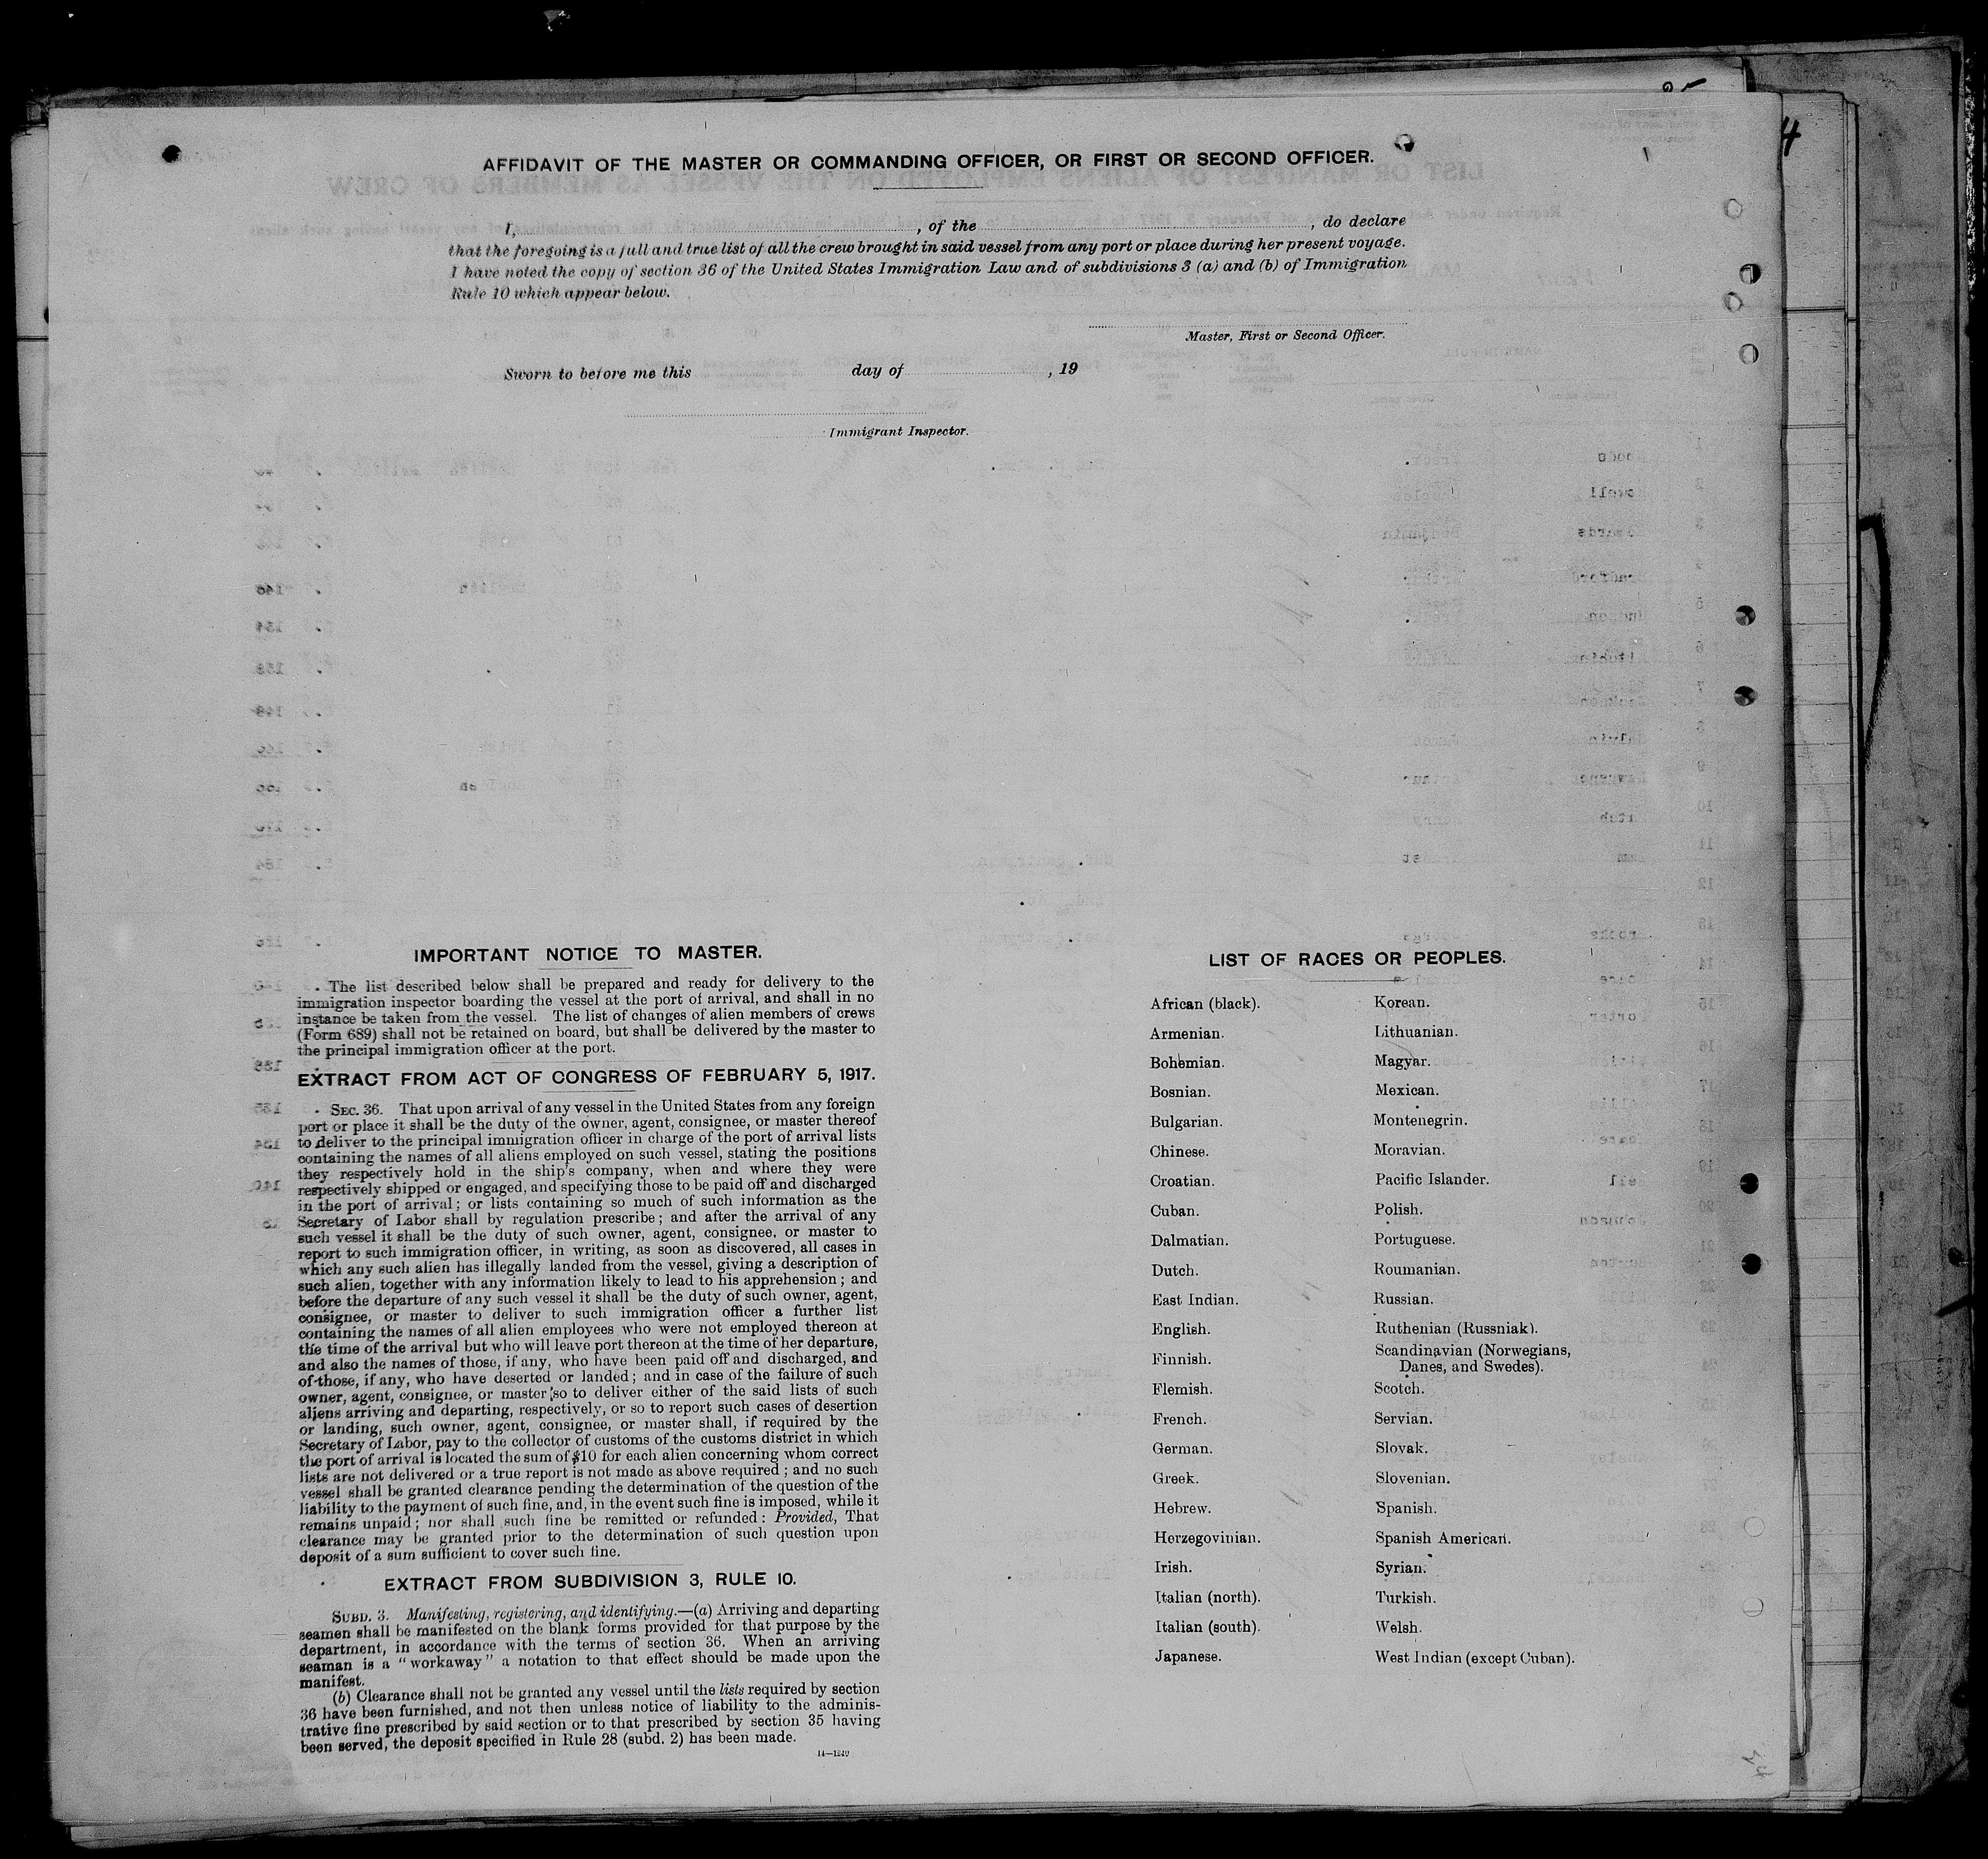 AFFIDAVIT OF THE MASTER OR COMMANDING OFFICER, OR FIRST OR SECOND OFFICER.
I, , of the , do declare
that the foregoing is a full and true list of all the crew brought in said vessel from any port or place during her present voyage.
I have noted the copy of section 36 of the United States Immigration Law and of subdivisions 3 (a) and (b) of Immigration
Rule 10 which appear below.
Master, First or Second Officer.
Sworn to before me this day of , 19
Immigrant Inspector.
IMPORTANT NOTICE TO MASTER.
The list described below shall be prepared and ready for delivery to the
immigration inspector boarding the vessel at the port of arrival, and shall in no
instance be taken from the vessel. The list of changes of alien members of crews
(Form 689) shall not be retained on board, but shall be delivered by the master to
the principal immigration officer at the port.
EXTRACT FROM ACT OF CONGRESS OF FEBRUARY 5, 1917.
SEC. 36. That upon arrival of any vessel in the United States from any foreign
port or place it shall be the duty of the owner, agent, consignee, or master thereof
to deliver to the principal immigration officer in charge of the port of arrival lists
containing the names of all aliens employed on such vessel, stating the positions
they respectively hold in the ship's company, when and where they were
respectively shipped or engaged, and specifying those to be paid off and discharged
in the port of arrival; or lists containing so much of such information as the
Secretary of Labor shall by regulation prescribe; and after the arrival of any
such vessel it shall be the duty of such owner, agent, consignee, or master to
report to such immigration officer, in writing, as soon as discovered, all cases in
which any such alien has illegally landed from the vessel, giving a description of
such alien, together with any information likely to lead to his apprehension; and
before the departure of any such vessel it shall be the duty of such owner, agent,
consignee, or master to deliver to such immigration officer a further list
containing the names of all alien employees who were not employed thereon at
the time of the arrival but who will leave port thereon at the time of her departure,
and also the names of those, if any, who have been paid off and discharged, and
of those, if any, who have deserted or landed; and in case of the failure of such
owner, agent, consignee, or master so to deliver either of the said lists of such
aliens arriving and departing, respectively, or so to report such cases of desertion
or landing, such owner, agent, consignee, or master shall, if required by the
Secretary of Labor, pay to the collector of customs of the customs district in which
the port of arrival is located the sum of $10 for each alien concerning whom correct
lists are not delivered or a true report is not made as above required; and no such
vessel shall be granted clearance pending the determination of the question of the
liability to the payment of such fine, and, in the event such fine is imposed, while it
remains unpaid; nor shall such fine be remitted or refunded: Provided, That
clearance may be granted prior to the determination of such question upon
deposit of a sum sufficient to cover such fine.
EXTRACT FROM SUBDIVISION 3, RULE 10.
SUBD. 3. Manifesting, registering, and identifying.—(a) Arriving and departing
seamen shall be manifested on the blank forms provided for that purpose by the
department, in accordance with the terms of section 36. When an arriving
seaman is a "workaway" a notation to that effect should be made upon the
manifest.
(b) Clearance shall not be granted any vessel until the lists required by section
36 have been furnished, and not then unless notice of liability to the adminis-
trative fine prescribed by said section or to that prescribed by section 35 having
been served, the deposit specified in Rule 28 (subd. 2) has been made.
14—1240
LIST OF RACES OR PEOPLES.
African (black).
Armenian.
Bohemian.
Bosnian.
Bulgarian.
Chinese.
Croatian.
Cuban.
Dalmatian.
Dutch.
East Indian.
English.
Finnish.
Flemish.
French.
German.
Greek.
Hebrew.
Herzegovinian.
Irish.
Italian (north).
Italian (south).
Japanese.
Korean.
Lithuanian.
Magyar.
Mexican.
Montenegrin.
Moravian.
Pacific Islander.
Polish.
Portuguese.
Roumanian.
Russian.
Ruthenian (Russniak).
Scandinavian (Norwegians,
Danes, and Swedes).
Scotch.
Servian.
Slovak.
Slovenian.
Spanish.
Spanish American.
Syrian.
Turkish.
Welsh.
West Indian (except Cuban).